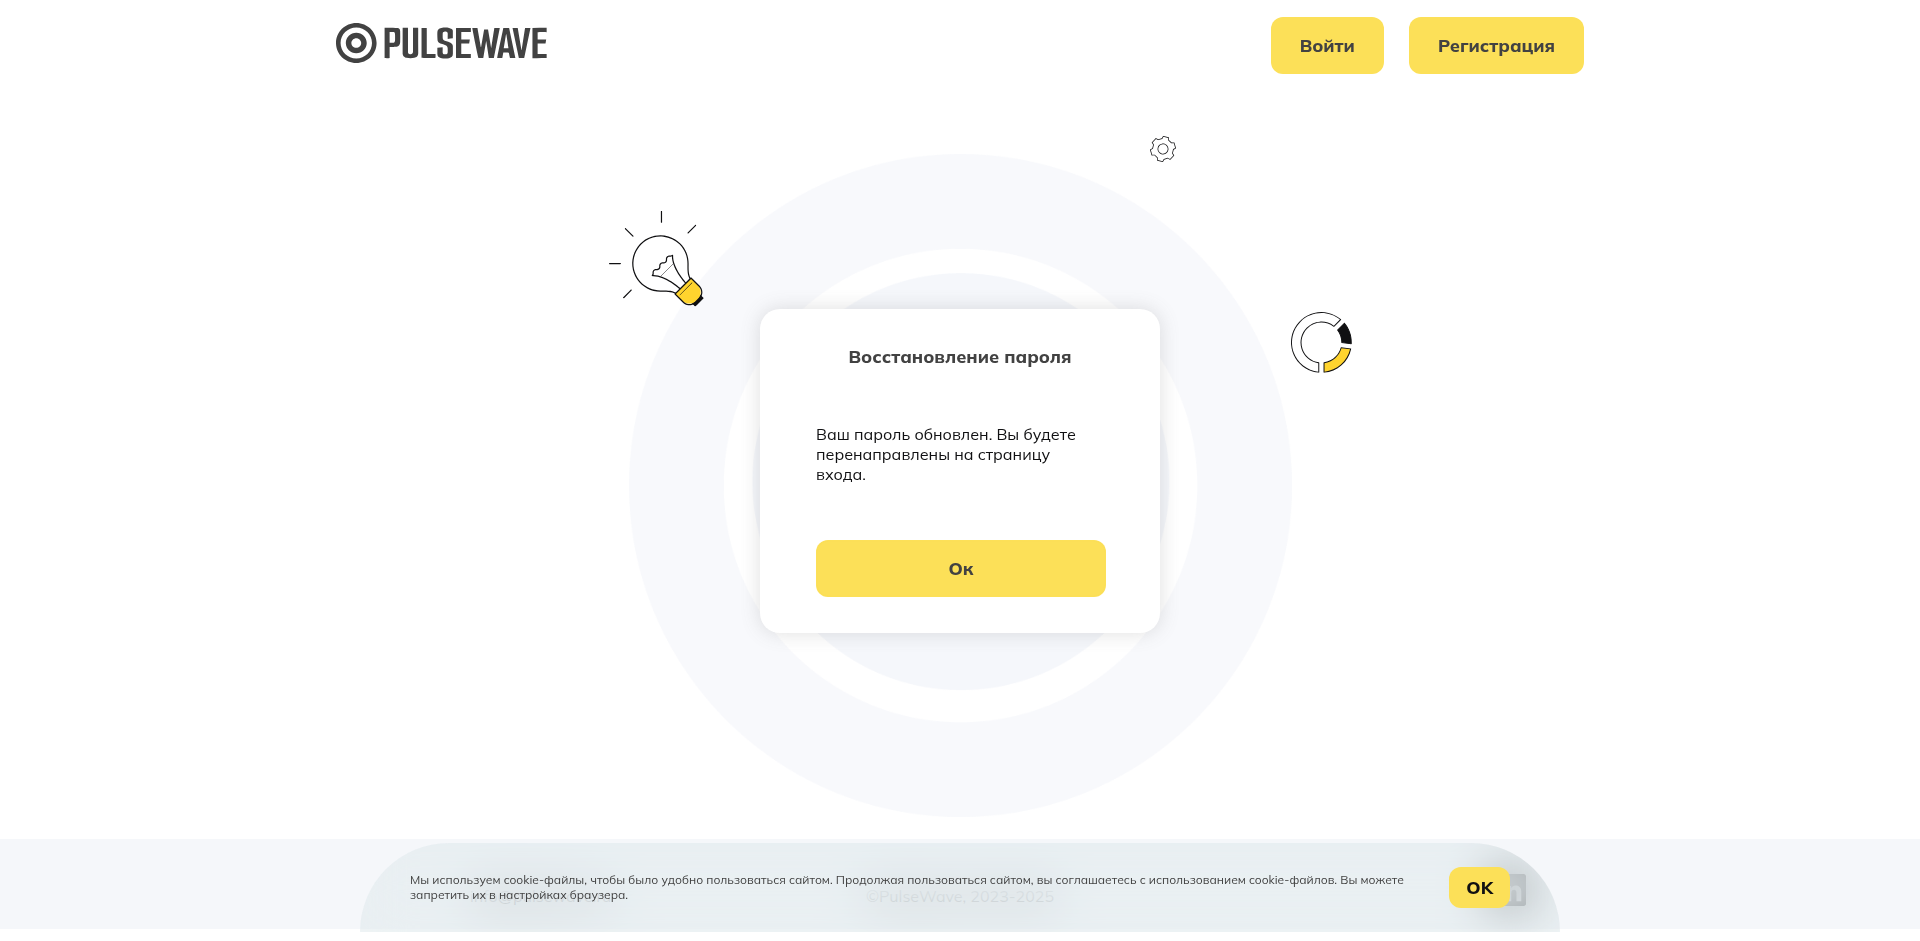 PULSEWAVE
Войти
Регистрация
Восстановление пароля
Ваш пароль обновлен. Вы будете
перенаправлены на страницу
входа.
Ок
Мы используем cookie-файлы, чтобы было удобно пользоваться сайтом. Продолжая пользоваться сайтом, вы соглашаетесь с использованием cookie-файлов. Вы можете
запретить их в настройках браузера.
OK
©PulseWave, 2023-2025